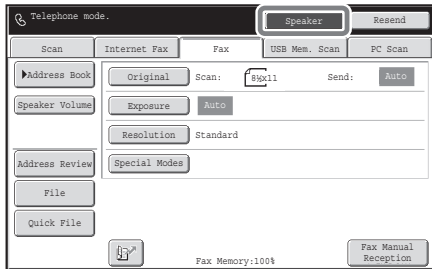 Telephone mode.
Speaker
Resend
Scan
Internet Fax
Fax
USB Mem. Scan
PC Scan
Address Book
Original
Scan:
8½x11
Send:
Auto
Speaker Volume
Exposure
Auto
Resolution
Standard
Address Review
Special Modes
File
Quick File
Fax Memory:100%
Fax Manual
Reception